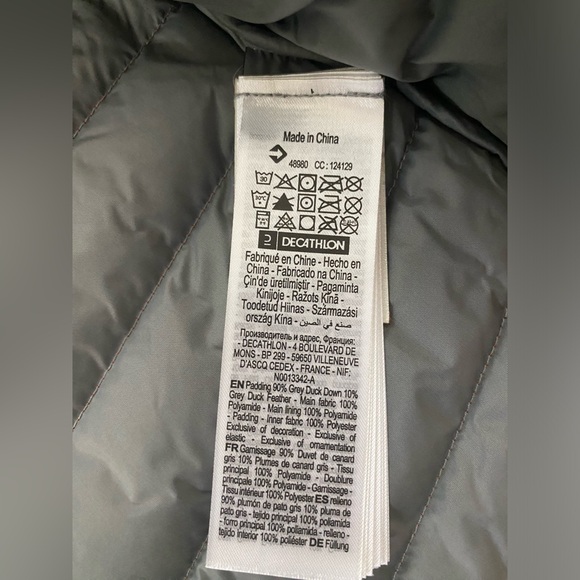 Made in China
48980 CC : 124129
30
30°C
DECATHLON
Fabriqué en Chine - Hecho en
China - Fabricado na China -
Çin'de üretilmiştir - Pagaminta
Kinijoje - Ražots Ķīnā -
Toodetud Hiinas - Származási
ország Kína - صنع في الصين
Производитель и адрес, франция:
- DECATHLON - 4 BOULEVARD DE
MONS - BP 299 - 59650 VILLENEUVE
D'ASCQ CEDEX - FRANCE - NIF:
N0013342-A
EN Padding 90% Grey Duck Down 10%
Grey Duck Feather - Main fabric 100%
Polyamide - Main lining 100% Polyamide
- Padding - Inner fabric 100% Polyester
Exclusive of decoration - Exclusive of
elastic - Exclusive of ornamentation
FR Garnissage 90% Duvet de canard
gris 10% Plumes de canard gris - Tissu
principal 100% Polyamide - Doublure
principale 100% Polyamide - Garnissage -
Tissu intérieur 100% Polyester ES relleno
90% plumón de pato gris 10% pluma de
pato gris - tejido principal 100% poliamida
- forro principal 100% poliamida - relleno -
tejido interior 100% poliéster DE Füllung